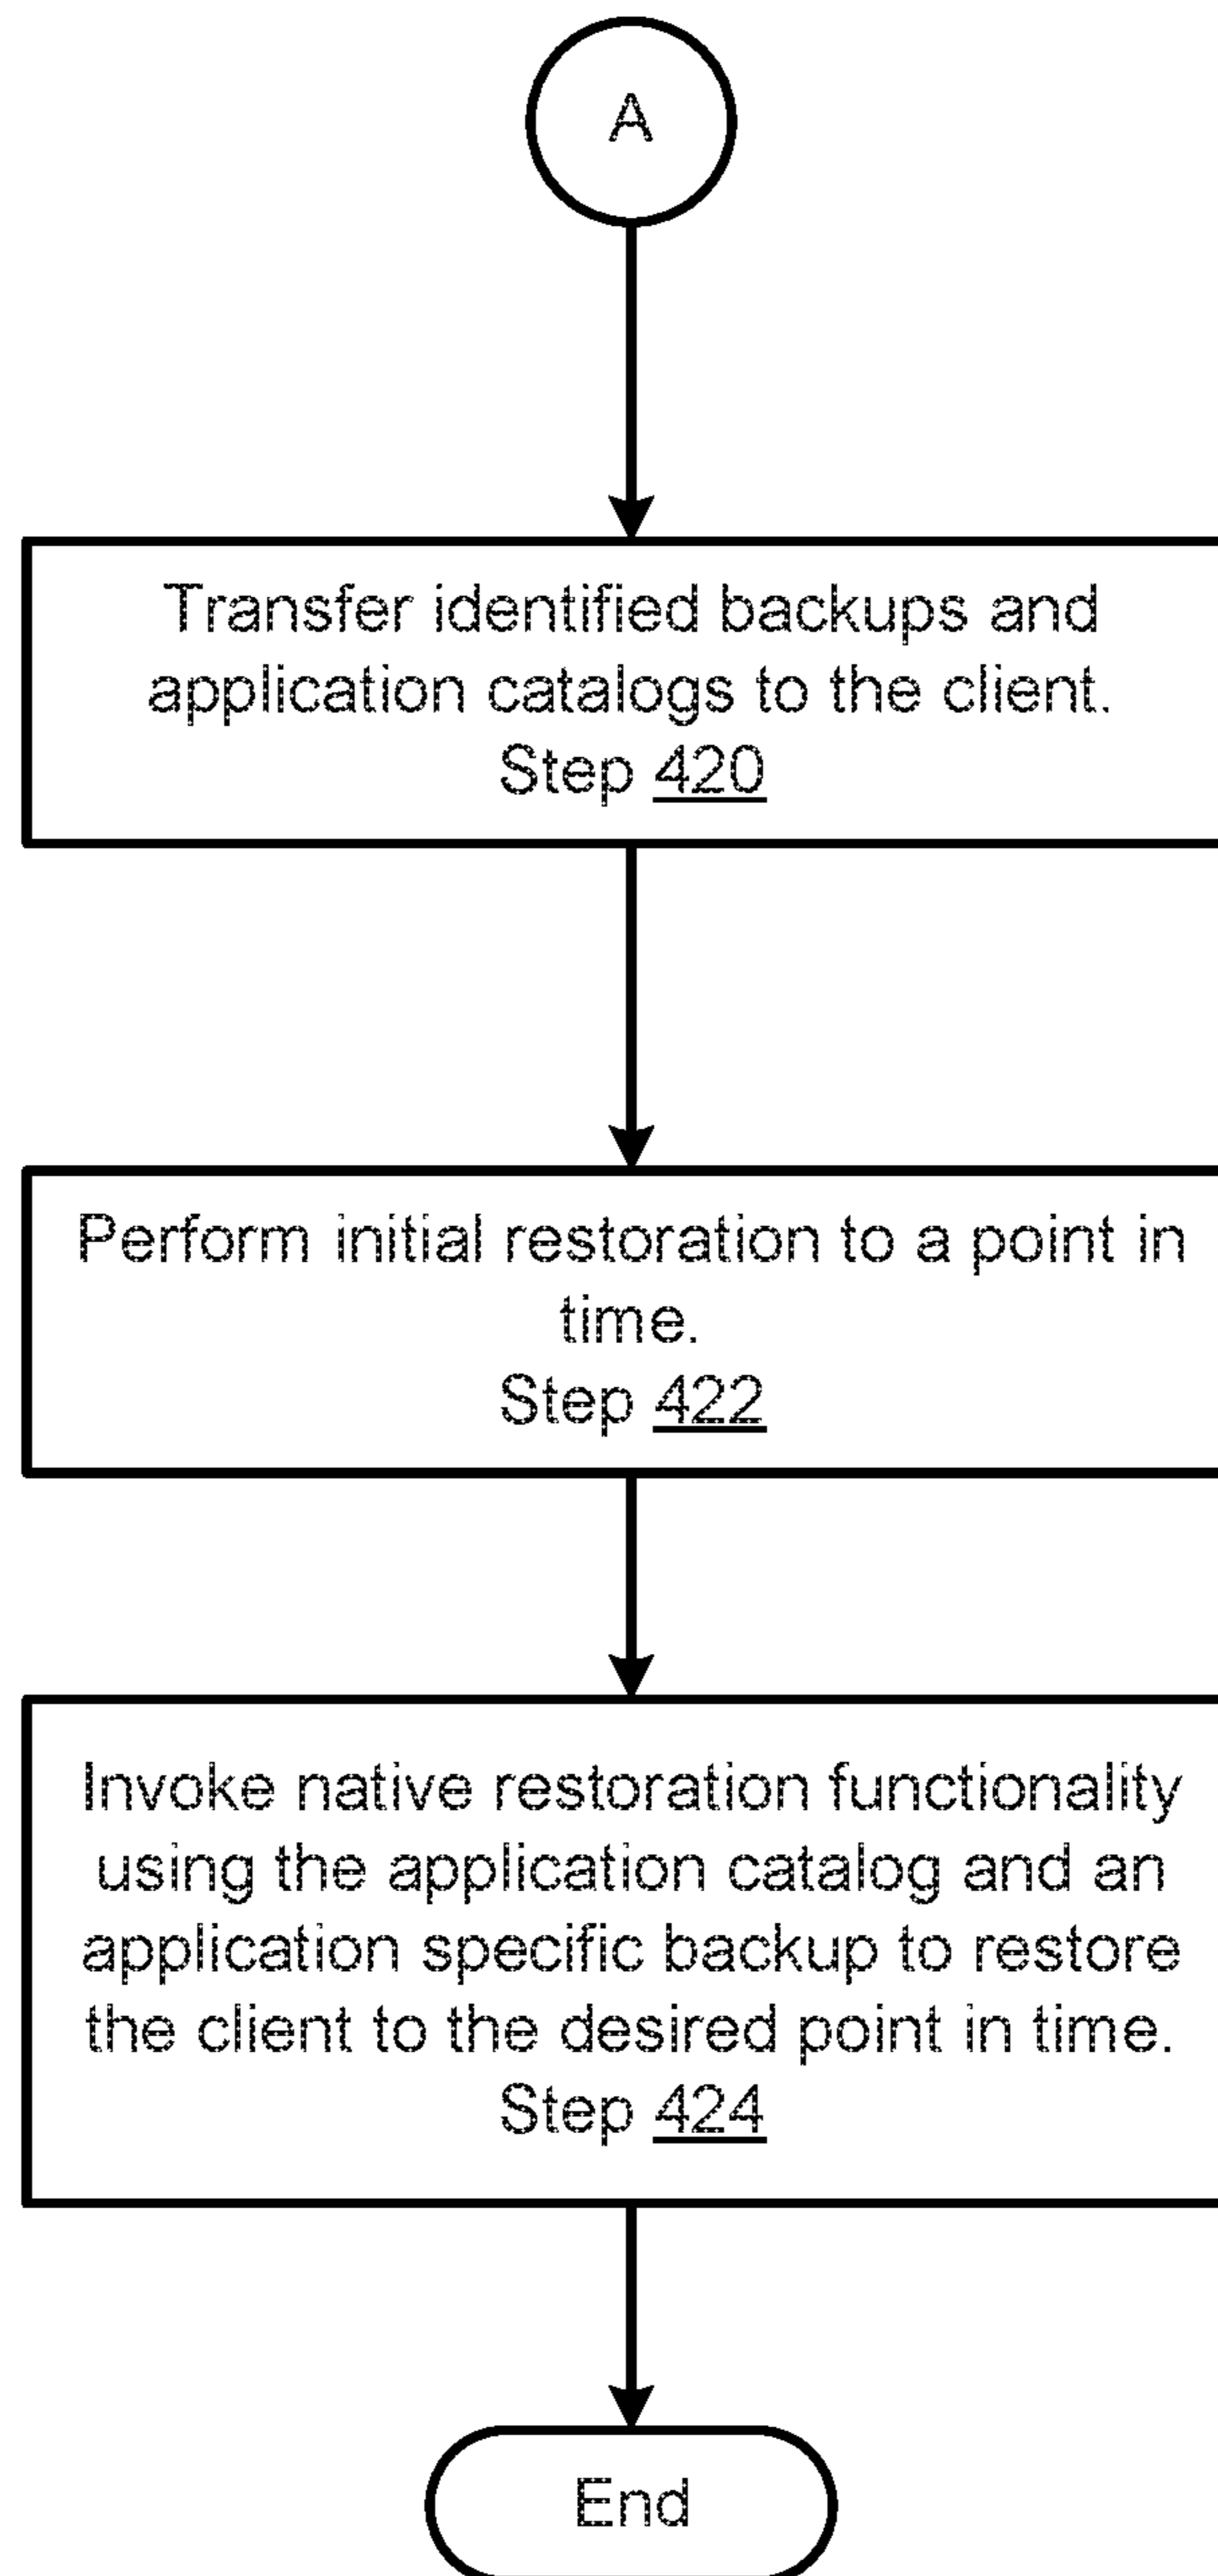 A
Transfer identified backups and
application catalogs to the client.
Step 420
Perform initial restoration to a point in
time.
Step 422
Invoke native restoration functionality
using the application catalog and an
application specific backup to restore
the client to the desired point in time.
Step 424
End